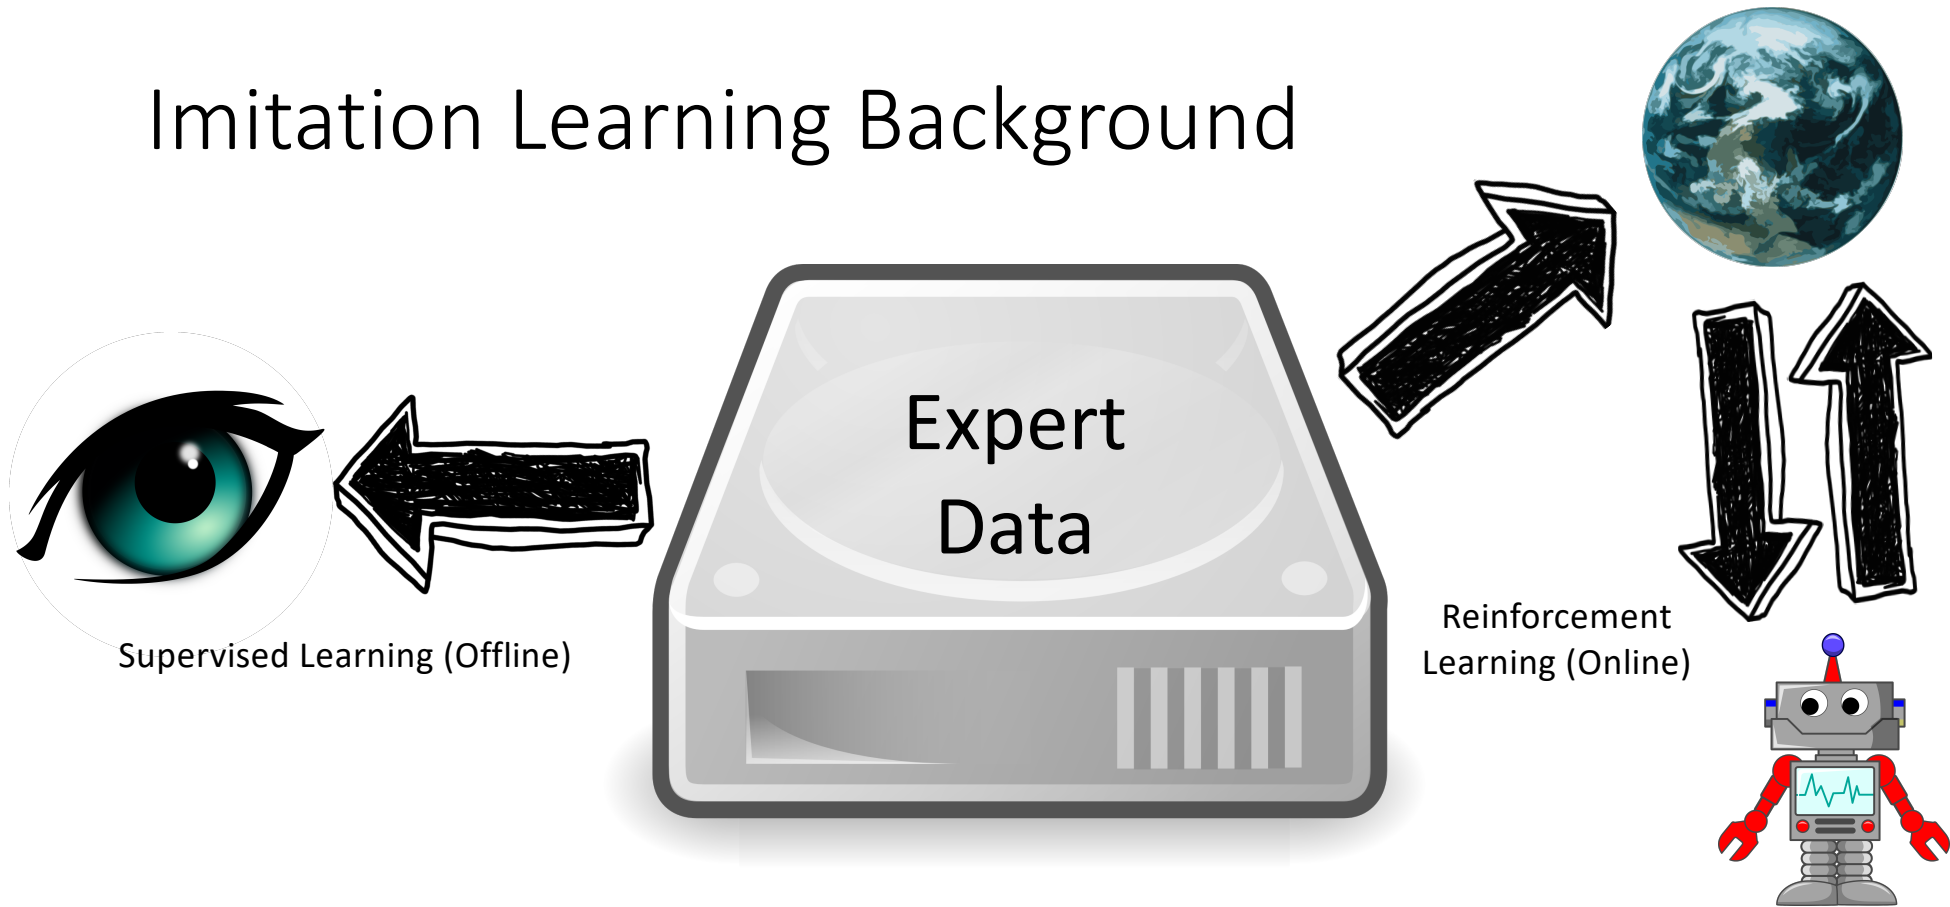 Imitation Learning Background
Expert
Data
Supervised Learning (Offline)
Reinforcement
Learning (Online)